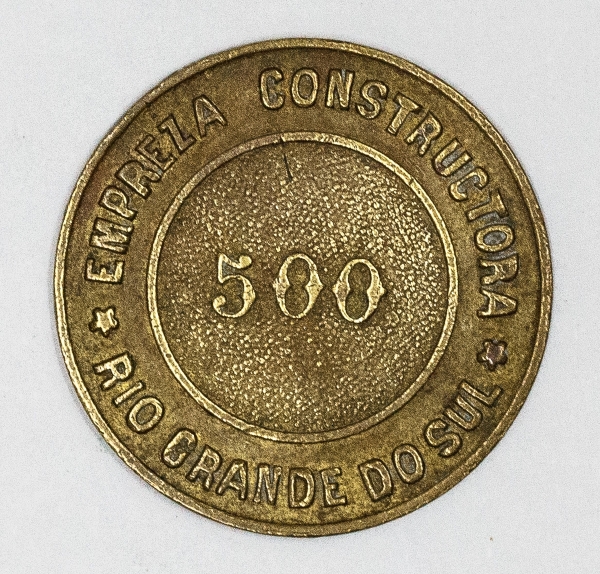 EMPREZA CONSTRUCTORA
500
RIO GRANDE DO SUL